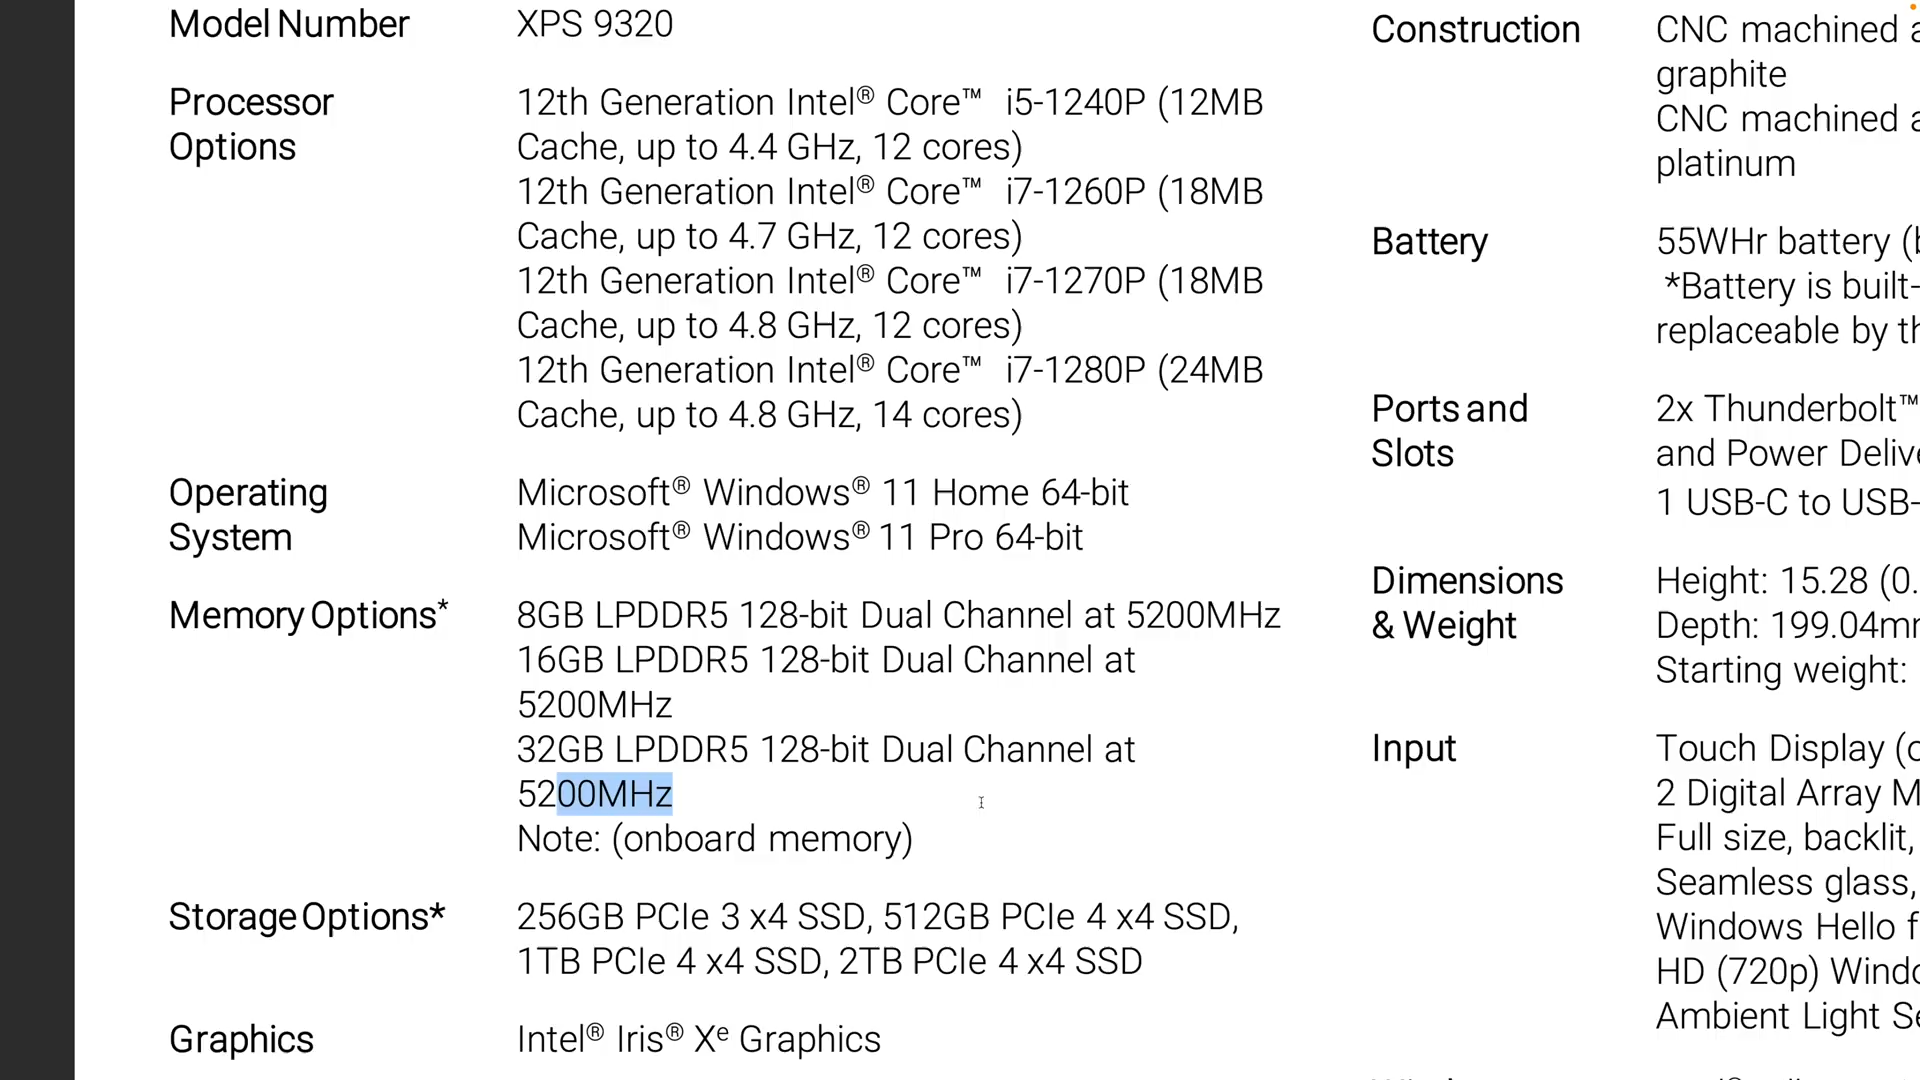 Model Number
XPS 9320
Processor
Options
12th Generation Intel® Core™ i5-1240P (12MB
Cache, up to 4.4 GHz, 12 cores)
12th Generation Intel® Core™ i7-1260P (18MB
Cache, up to 4.7 GHz, 12 cores)
12th Generation Intel® Core™ i7-1270P (18MB
Cache, up to 4.8 GHz, 12 cores)
12th Generation Intel® Core™ i7-1280P (24MB
Cache, up to 4.8 GHz, 14 cores)
Operating
System
Microsoft® Windows® 11 Home 64-bit
Microsoft® Windows® 11 Pro 64-bit
Memory Options*
8GB LPDDR5 128-bit Dual Channel at 5200MHz
16GB LPDDR5 128-bit Dual Channel at
5200MHz
32GB LPDDR5 128-bit Dual Channel at
5200MHz
Note: (onboard memory)
Storage Options*
256GB PCIe 3 x4 SSD, 512GB PCIe 4 x4 SSD,
1TB PCIe 4 x4 SSD, 2TB PCIe 4 x4 SSD
Graphics
Intel® Iris® Xᵉ Graphics
Construction
CNC machined
graphite
CNC machined
platinum
Battery
55WHr battery
*Battery is built-
replaceable by
Ports and
Slots
2x Thunderbolt™
and Power
1 USB-C to USB-
Dimensions
& Weight
Height: 15.28 (0.
Depth: 199.04
Starting weight:
Input
Touch Display
2 Digital Array
Full size, backlit,
Seamless glass,
Windows Hello
HD (720p)
Ambient Light